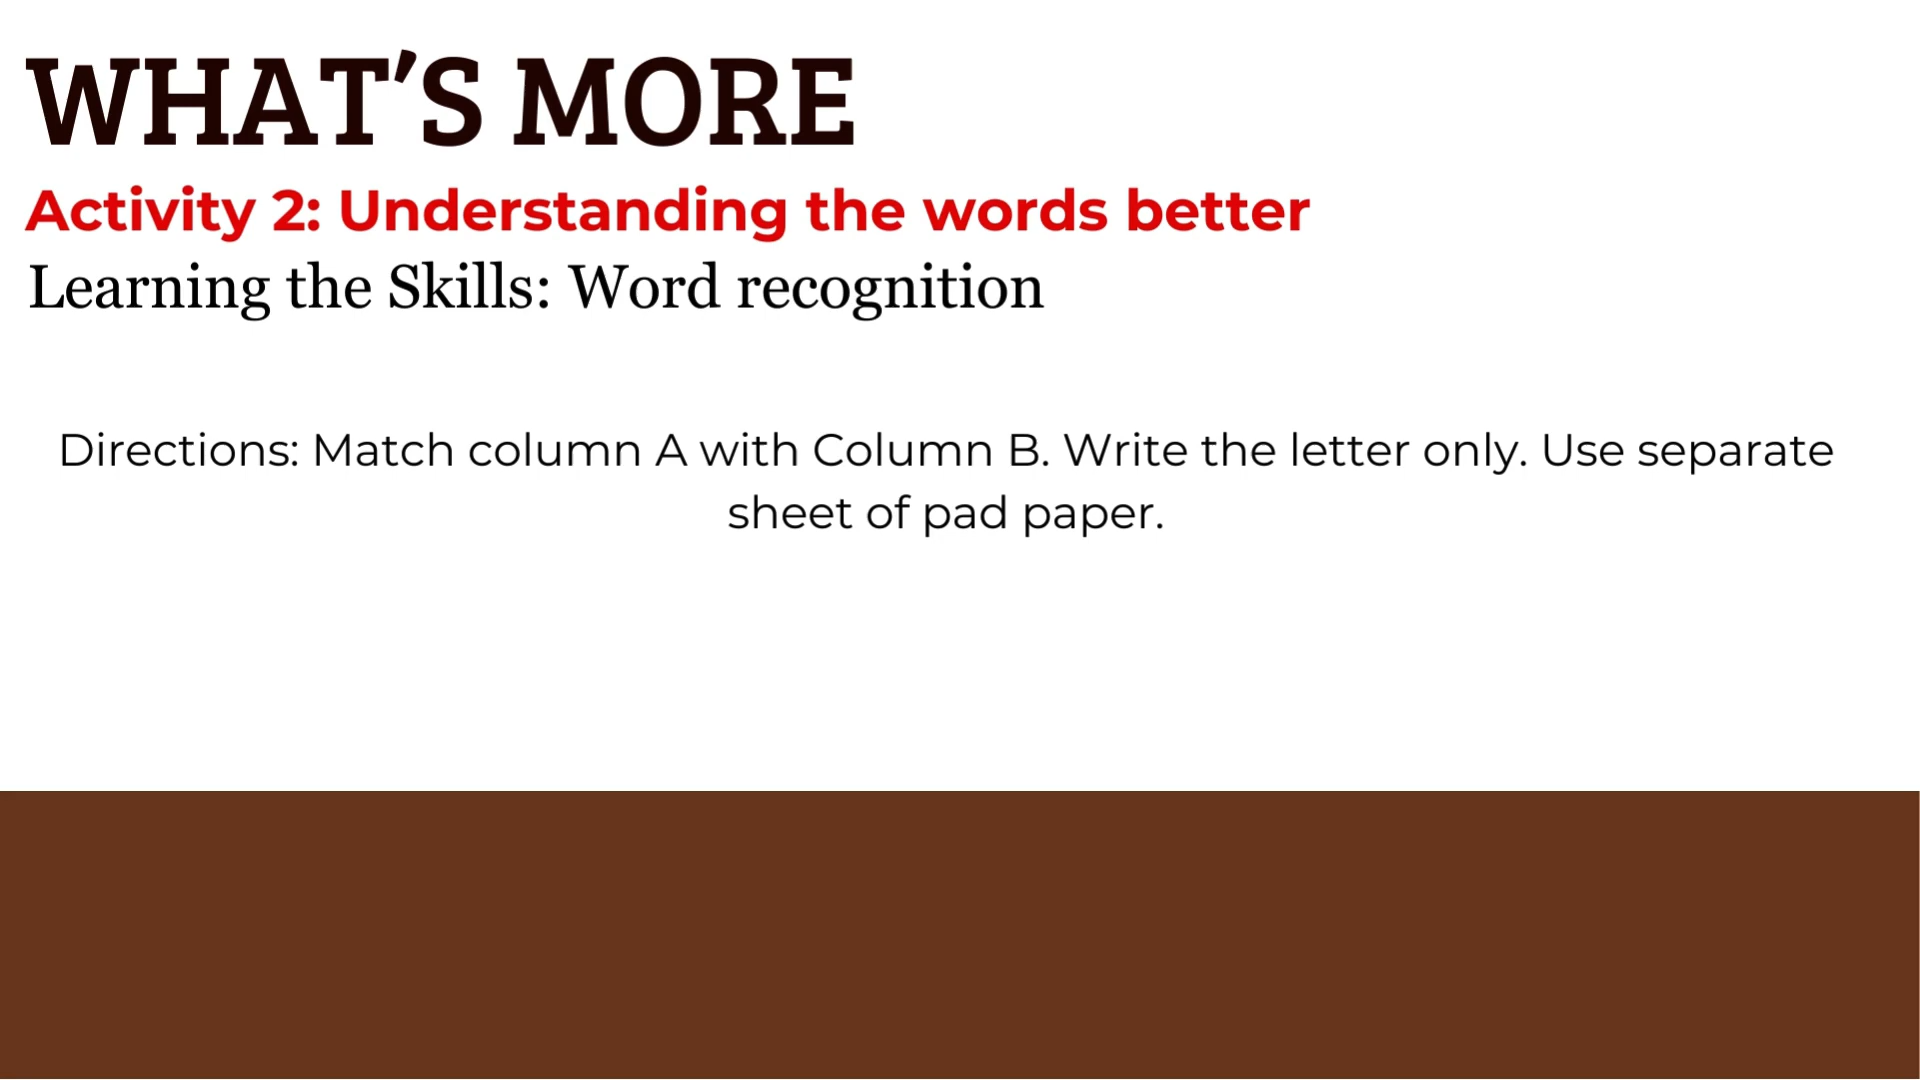 WHAT’S MORE
Activity 2: Understanding the words better
Learning the Skills: Word recognition
Directions: Match column A with Column B. Write the letter only. Use separate
sheet of pad paper.